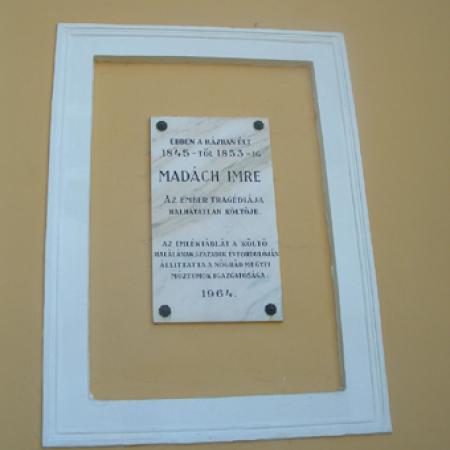 EBBEN A HÁZBAN ÉLT
1845-TŐL 1853-IG
MADÁCH IMRE
AZ EMBER TRAGÉDIÁJA
HALHATATLAN KÖLTŐJE.
AZ EMLÉKTÁBLÁT A KÖLTŐ
HALÁLÁNAK SZÁZADIK ÉVFORDULÓJÁN
ÁLLÍTTATTA A NÓGRÁD MEGYEI
MÚZEUMOK IGAZGATÓSÁGA.
1964.